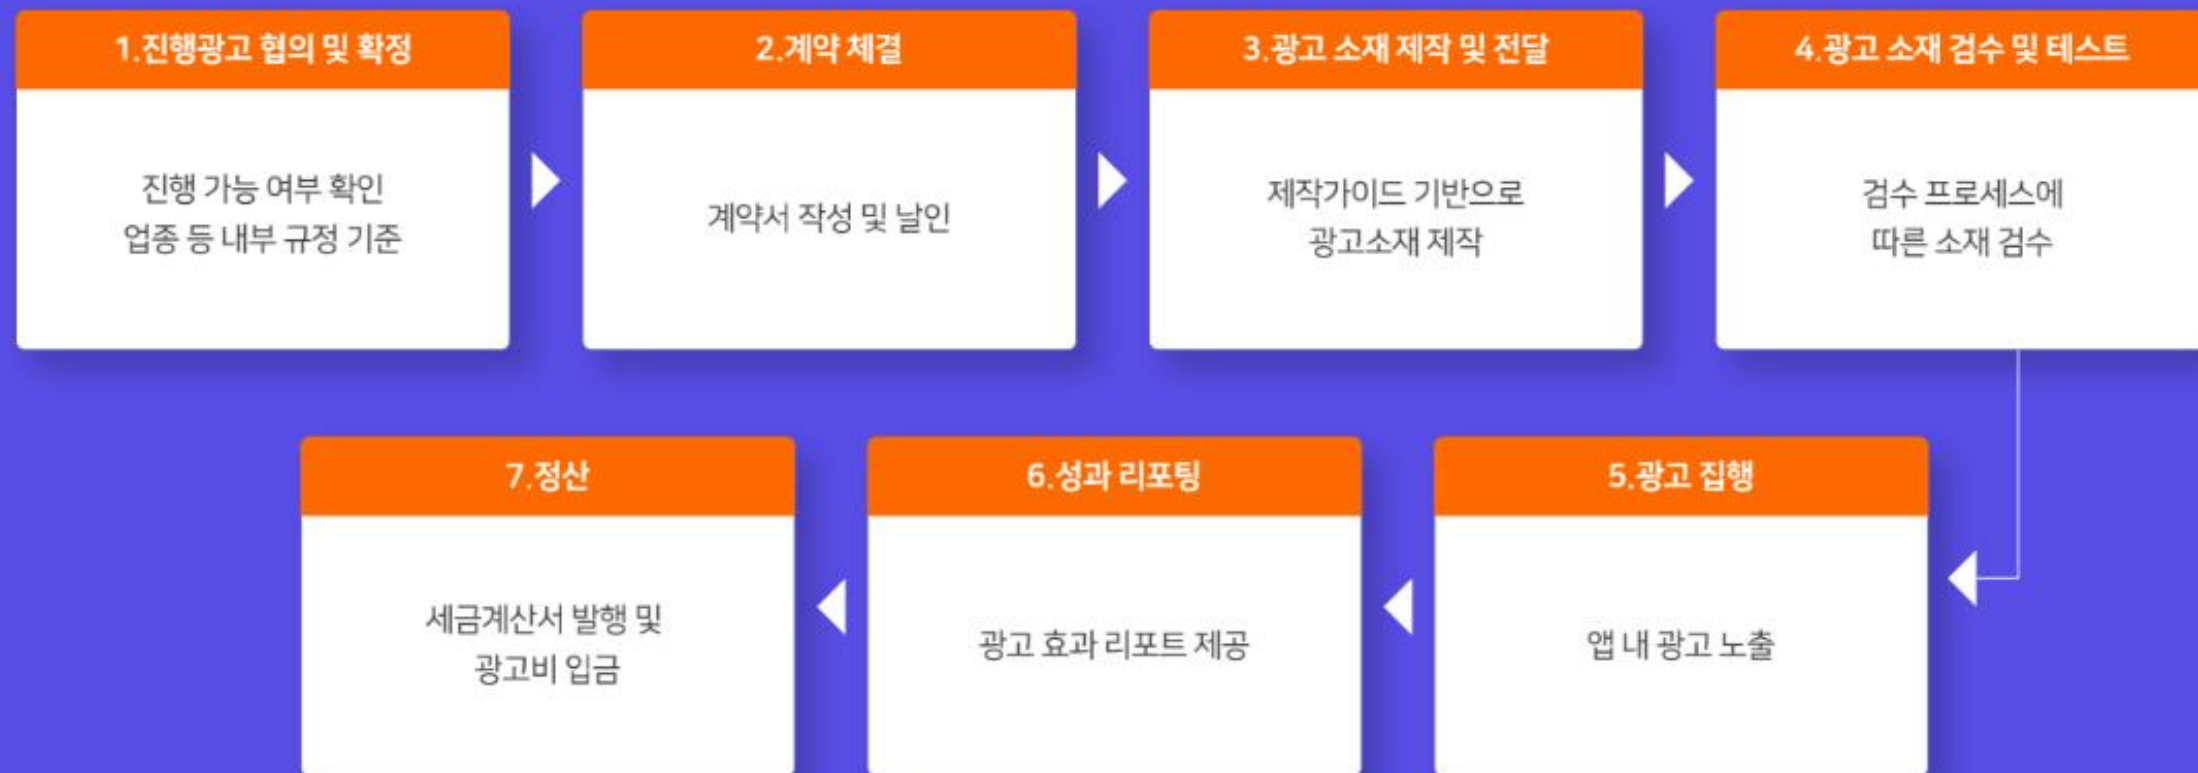 1.진행광고 협의 및 확정
진행 가능 여부 확인
업종 등 내부 규정 기준
2.계약 체결
계약서 작성 및 날인
3.광고 소재 제작 및 전달
제작가이드 기반으로
광고소재 제작
4.광고 소재 검수 및 테스트
검수 프로세스에
따른 소재 검수
5.광고 집행
앱 내 광고 노출
6.성과 리포팅
광고 효과 리포트 제공
7.정산
세금계산서 발행 및
광고비 입금